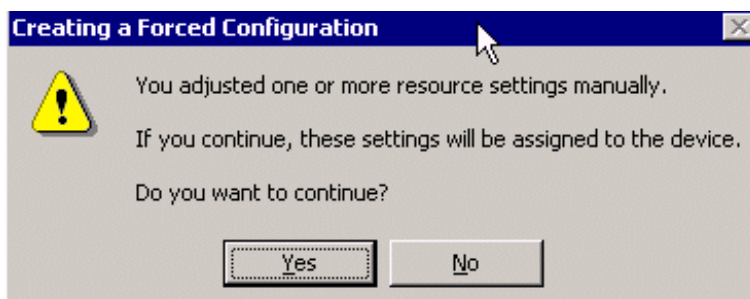 Creating a Forced Configuration
You adjusted one or more resource settings manually.
If you continue, these settings will be assigned to the device.
Do you want to continue?
Yes No